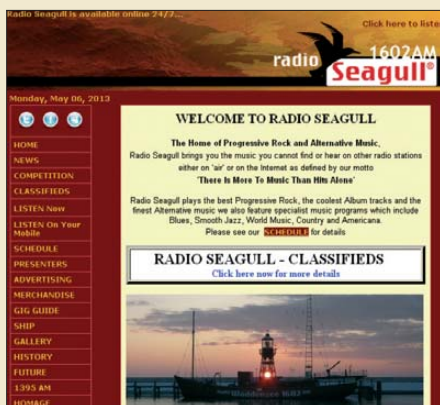 Radio Seagull is available online 24/7...
Click here to liste
radio
1602AM
Seagull®
Monday, May 06, 2013
HOME
NEWS
COMPETITION
CLASSIFIEDS
LISTEN Now
LISTEN On Your
Mobile
SCHEDULE
PRESENTERS
ADVERTISING
MERCHANDISE
GIG GUIDE
SHIP
GALLERY
HISTORY
FUTURE
1395 AM
HOMAGE
WELCOME TO RADIO SEAGULL
The Home of Progressive Rock and Alternative Music,
Radio Seagull brings you the music you cannot find or hear on other radio stations
either on 'air' or on the Internet as defined by our motto
'There Is More To Music Than Hits Alone'
Radio Seagull plays the best Progressive Rock, the coolest Album tracks and the
finest Alternative music we also feature specialist music programs which include
Blues, Smooth Jazz, World Music, Country and Americana.
Please see our SCHEDULE for details
RADIO SEAGULL - CLASSIFIEDS
Click here now for more details